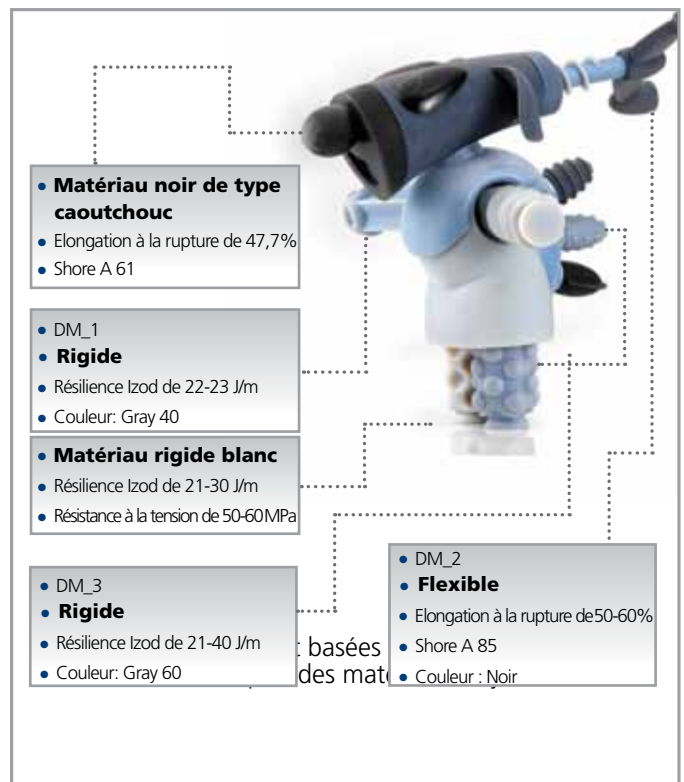 • Matériau noir de type
caoutchouc
• Elongation à la rupture de 47,7%
• Shore A 61
• DM_1
• Rigide
• Résilience Izod de 22-23 J/m
• Couleur: Gray 40
• Matériau rigide blanc
• Résilience Izod de 21-30 J/m
• Résistance à la tension de 50-60MPa
• DM_3
• Rigide
• Résilience Izod de 21-40 J/m
• Couleur: Gray 60
basées
des
• DM_2
• Flexible
• Elongation à la rupture de50-60%
• Shore A 85
• Couleur : Noir